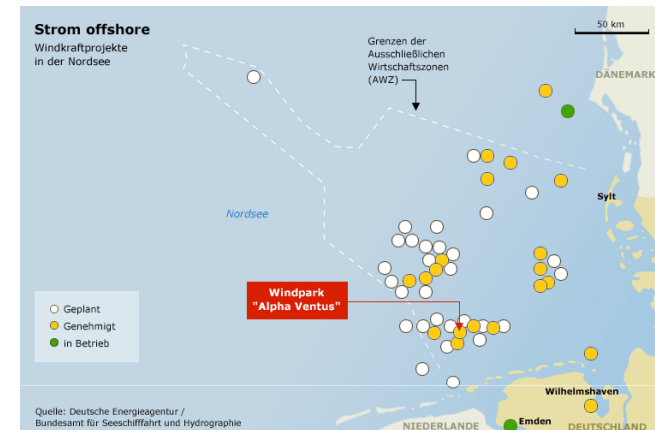 Strom offshore
Windkraftprojekte
in der Nordsee
Grenzen der
Ausschließlichen
Wirtschaftszonen
(AWZ)
50 km
DÄNEMARK
Sylt
Nordsee
Windpark
"Alpha Ventus"
Geplant
Genehmigt
in Betrieb
Wilhelmshaven
Quelle: Deutsche Energieagentur /
Bundesamt für Seeschifffahrt und Hydrographie
NIEDERLANDE
Emden
DEUTSCHLAND